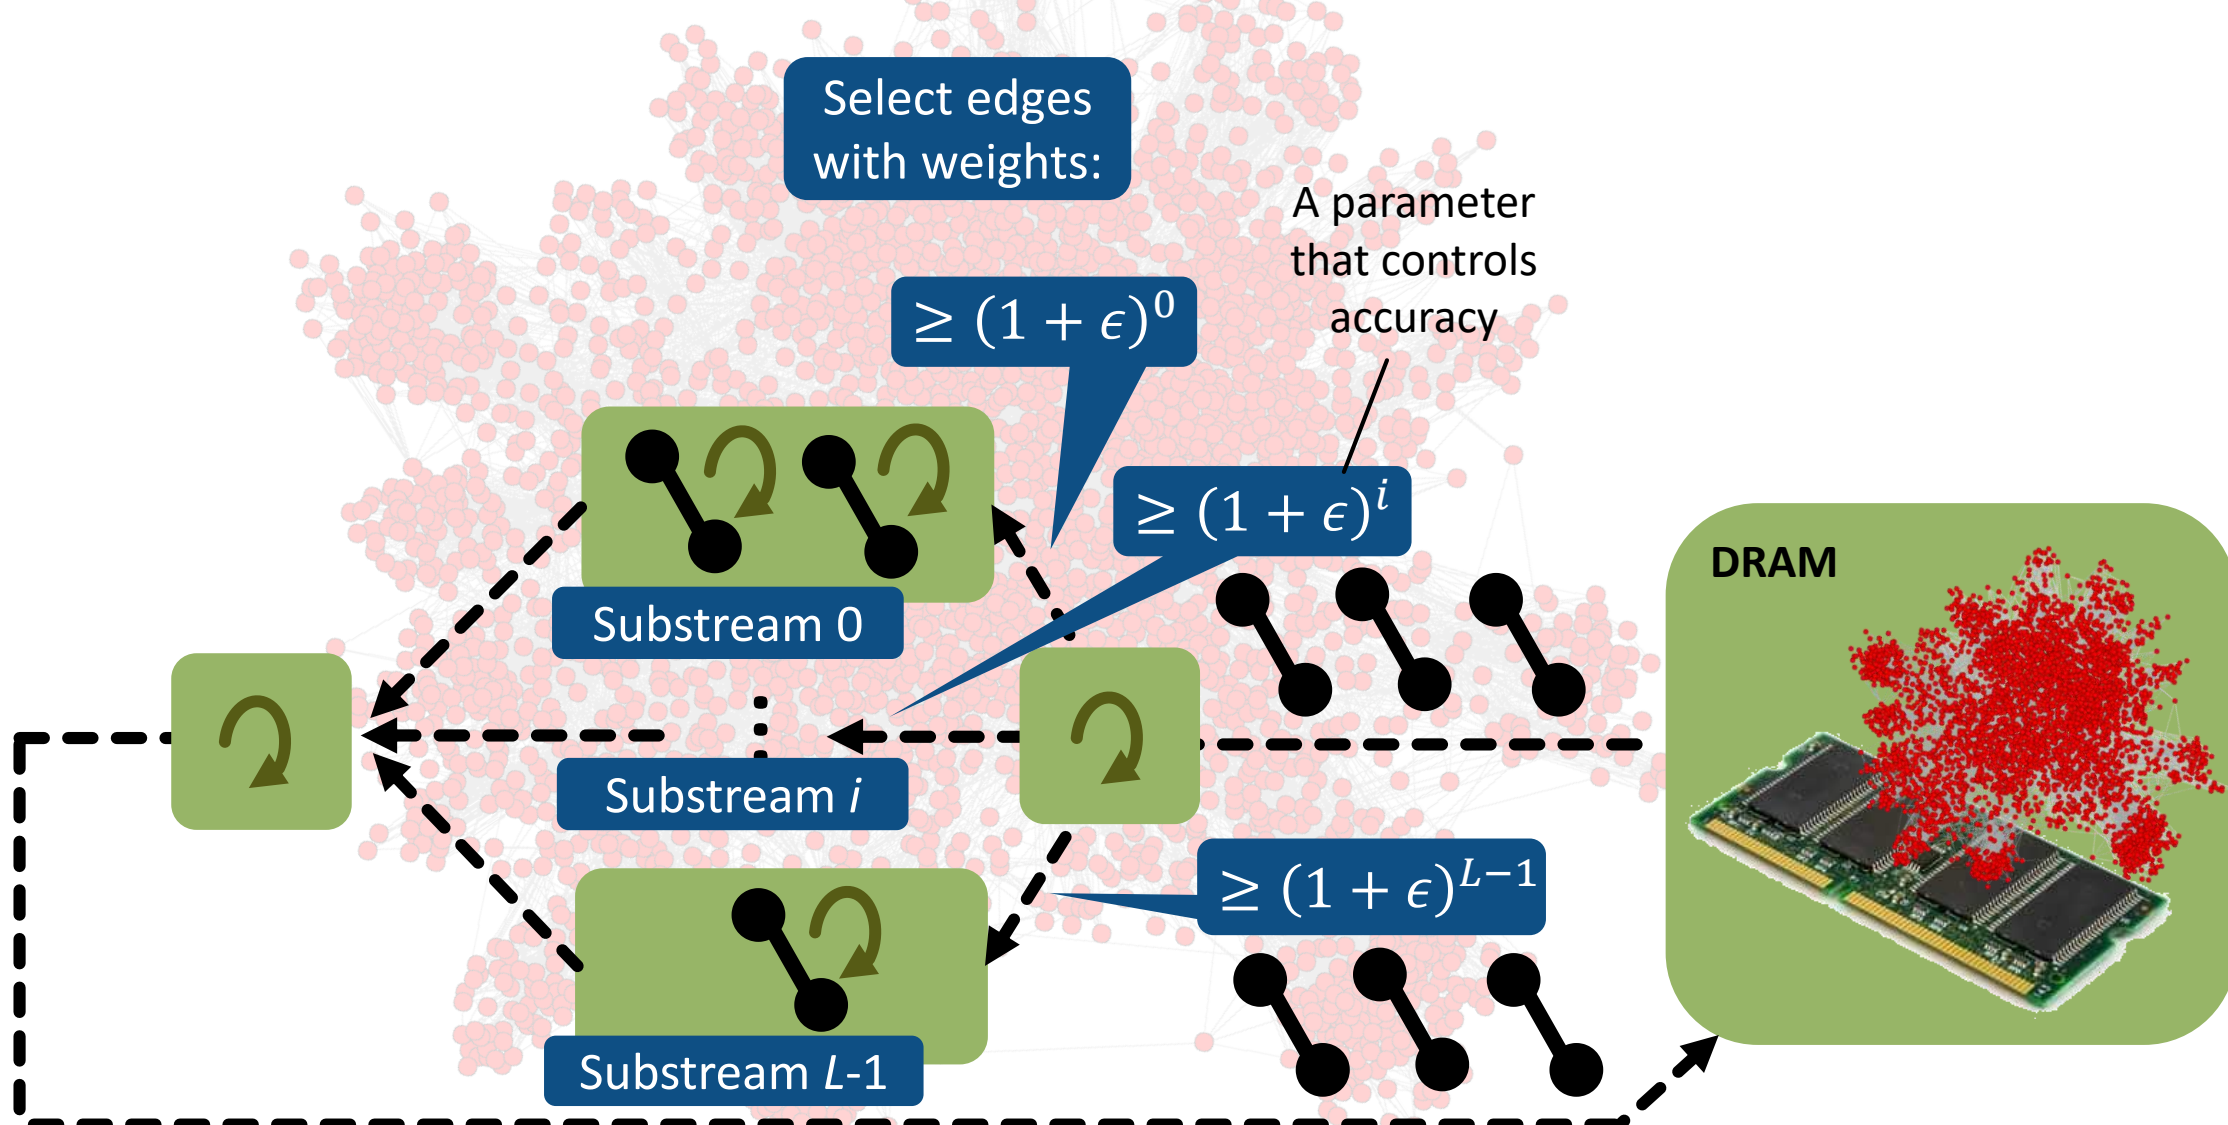 Select edges
with weights:
A parameter
that controls
accuracy
≥ (1 + ϵ)⁰
≥ (1 + ϵ)ⁱ
DRAM
Substream 0
Substream i
≥ (1 + ϵ)ᴸ⁻¹
Substream L-1